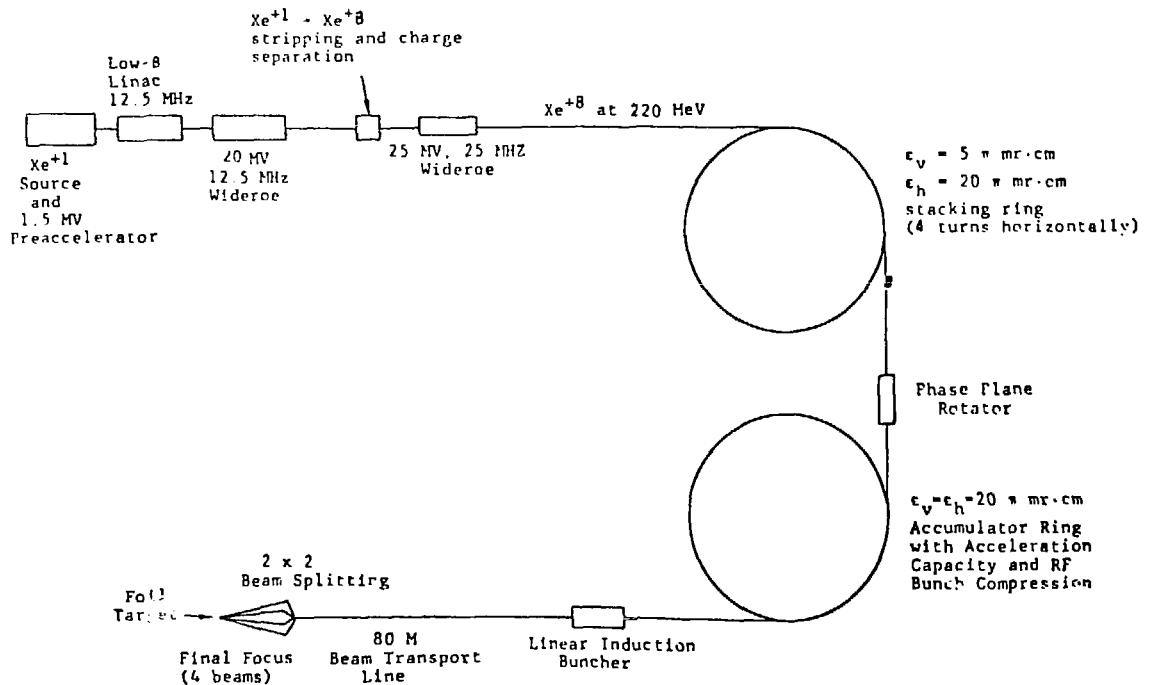 Xe+1 - Xe+8
stripping and charge
separation
Low-β
Linac
12.5 MHz
Xe+8 at 220 MeV
Xe+1
Source
and
1.5 MV
Preaccelerator
20 MV
12.5 MHz
Wideroe
25 MV, 25 MHZ
Wideroe
εv = 5 π mr·cm
εh = 20 π mr·cm
stacking ring
(4 turns horizontally)
Phase Plane
Rotator
εv=εh=20 π mr·cm
Accumulator Ring
with Acceleration
Capacity and RF
Bunch Compression
2 x 2
Beam Splitting
Foil
Target
Final Focus
(4 beams)
80 M
Beam Transport
Line
Linear Induction
Buncher